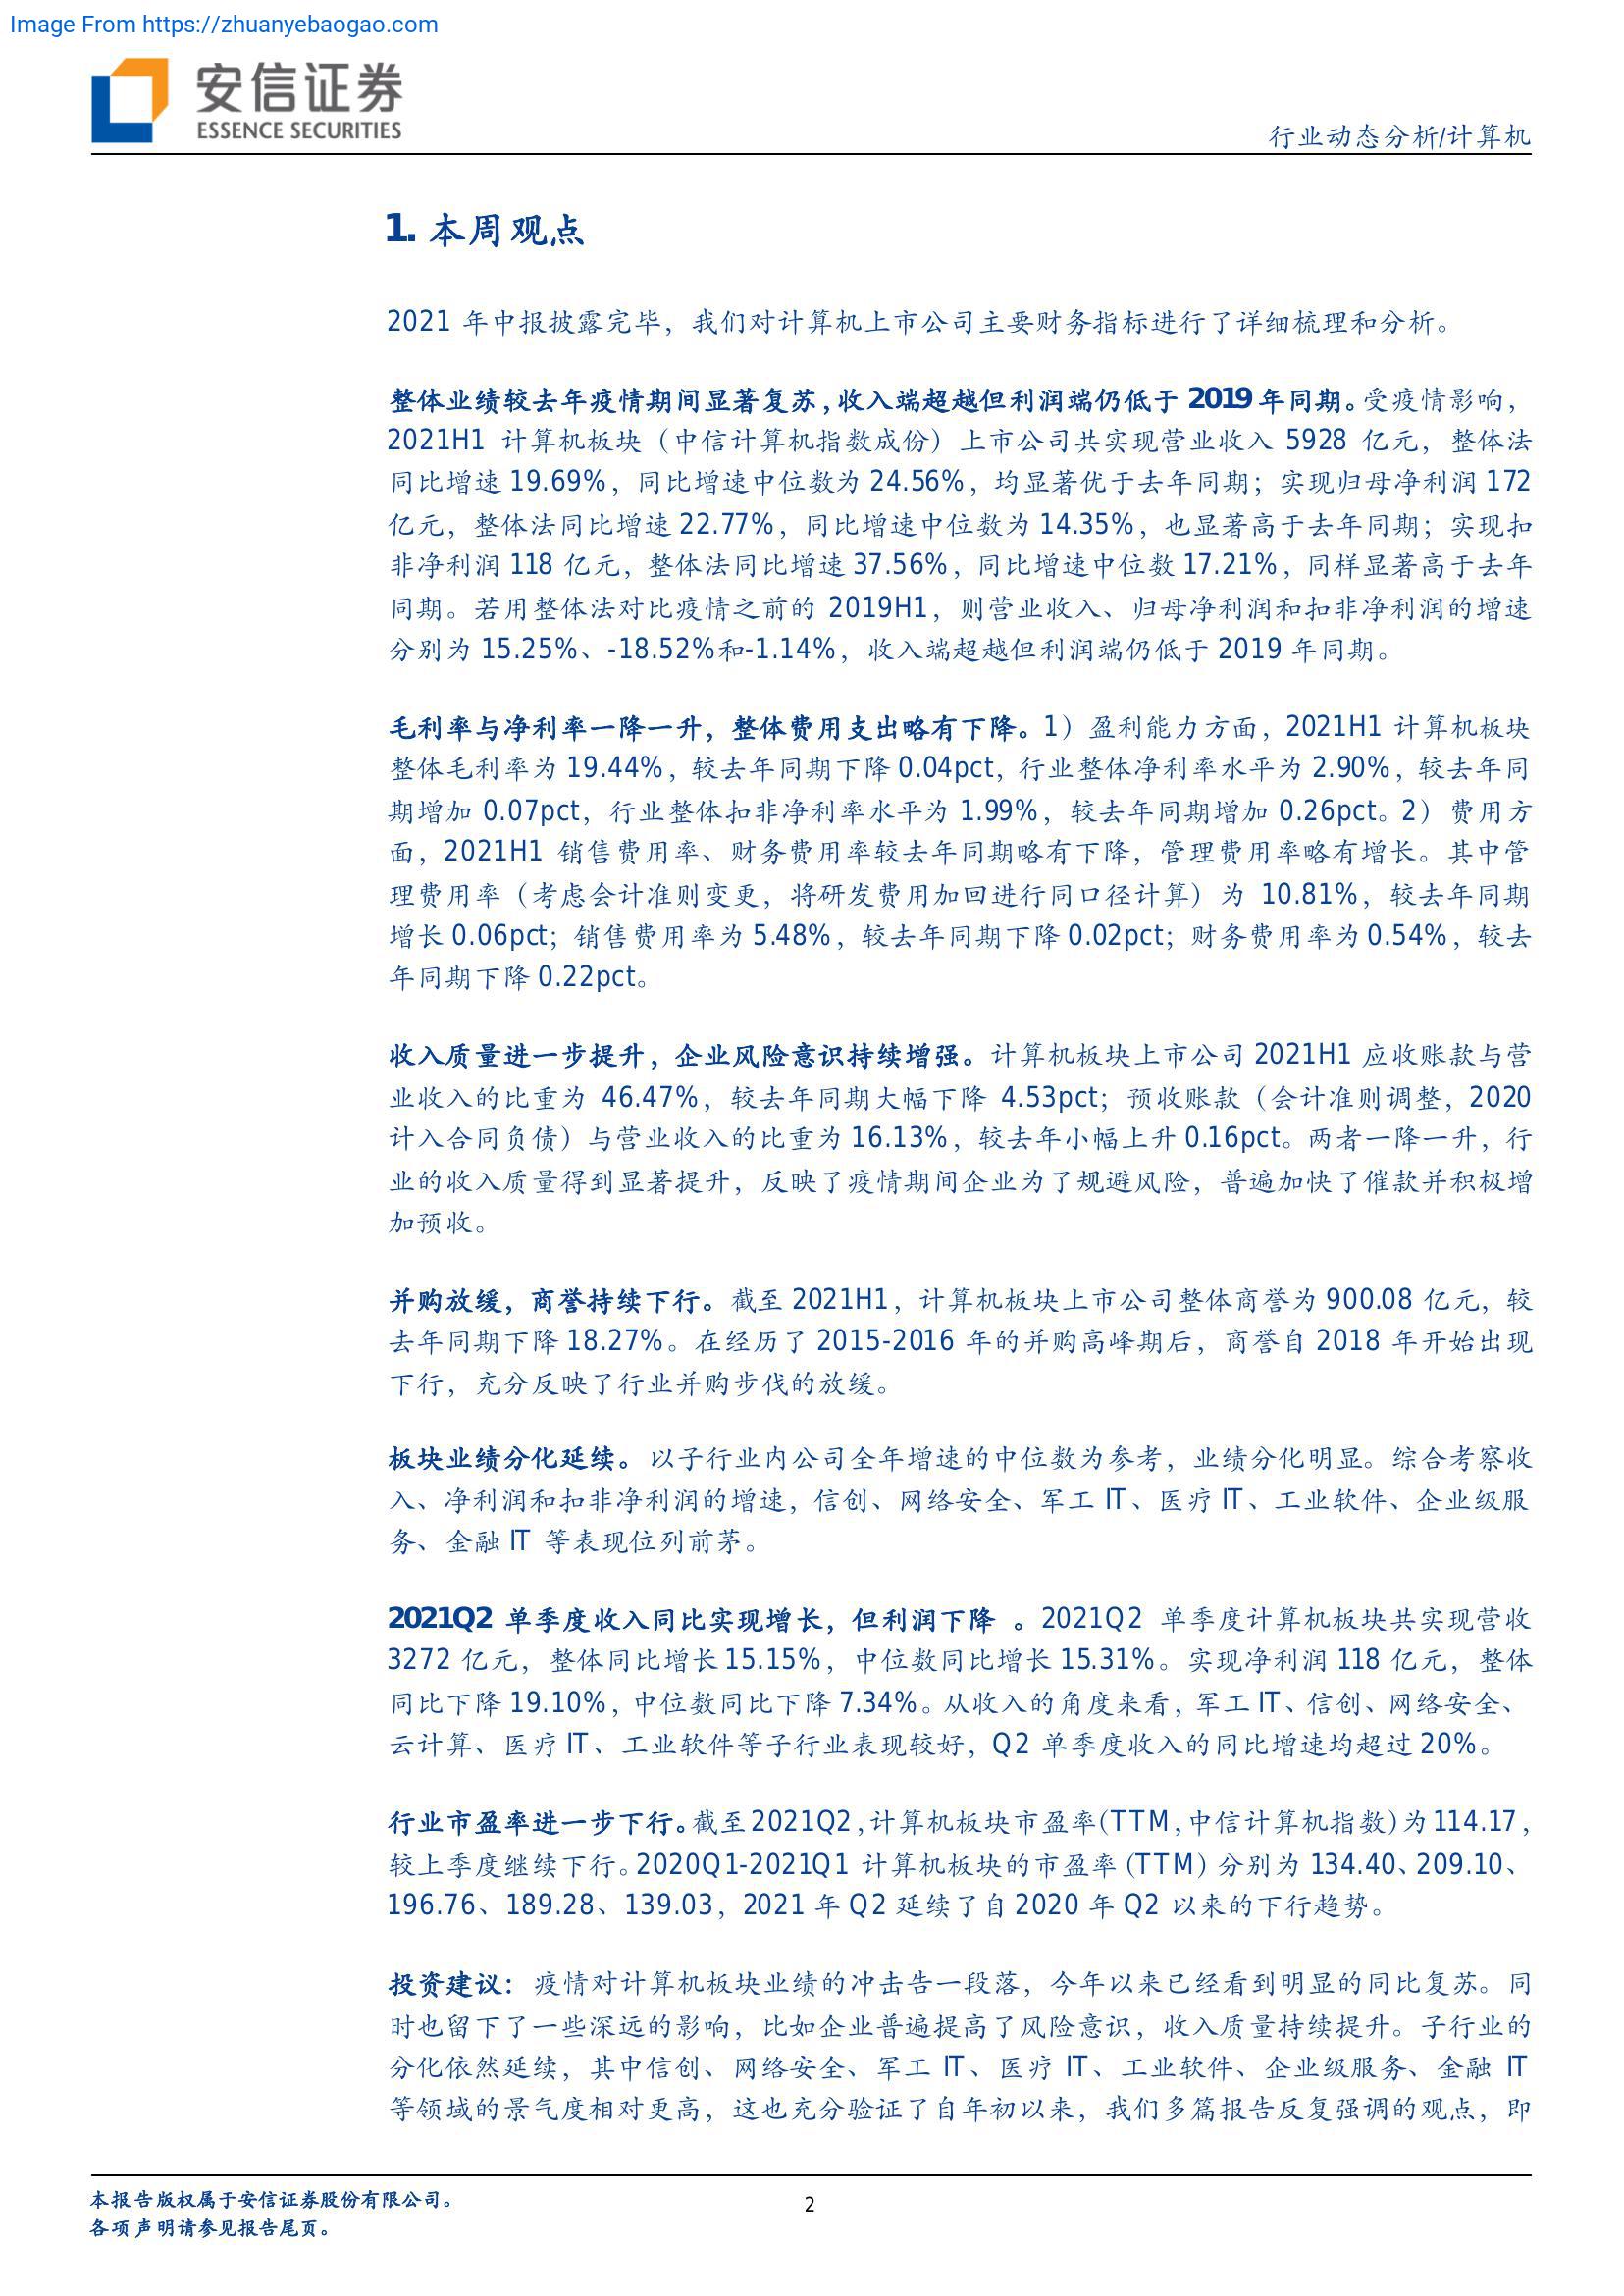 Image From https://zhuanyebaogao.com
安信证券
ESSENCE SECURITIES
行业动态分析/计算机
1. 本周观点
2021 年中报披露完毕，我们对计算机上市公司主要财务指标进行了详细梳理和分析。
整体业绩较去年疫情期间显著复苏，收入端超越但利润端仍低于 2019 年同期。受疫情影响，
2021H1 计算机板块（中信计算机指数成份）上市公司共实现营业收入 5928 亿元，整体法
同比增速 19.69%，同比增速中位数为 24.56%，均显著优于去年同期；实现归母净利润 172
亿元，整体法同比增速 22.77%，同比增速中位数为 14.35%，也显著高于去年同期；实现扣
非净利润 118 亿元，整体法同比增速 37.56%，同比增速中位数 17.21%，同样显著高于去年
同期。若用整体法对比疫情之前的 2019H1，则营业收入、归母净利润和扣非净利润的增速
分别为 15.25%、-18.52%和-1.14%，收入端超越但利润端仍低于 2019 年同期。
毛利率与净利率一降一升，整体费用支出略有下降。1）盈利能力方面，2021H1 计算机板块
整体毛利率为 19.44%，较去年同期下降 0.04pct，行业整体净利率水平为 2.90%，较去年同
期增加 0.07pct，行业整体扣非净利率水平为 1.99%，较去年同期增加 0.26pct。2）费用方
面，2021H1 销售费用率、财务费用率较去年同期略有下降，管理费用率略有增长。其中管
理费用率（考虑会计准则变更，将研发费用加回进行同口径计算）为 10.81%，较去年同期
增长 0.06pct；销售费用率为 5.48%，较去年同期下降 0.02pct；财务费用率为 0.54%，较去
年同期下降 0.22pct。
收入质量进一步提升，企业风险意识持续增强。计算机板块上市公司 2021H1 应收账款与营
业收入的比重为 46.47%，较去年同期大幅下降 4.53pct；预收账款（会计准则调整，2020
计入合同负债）与营业收入的比重为 16.13%，较去年小幅上升 0.16pct。两者一降一升，行
业的收入质量得到显著提升，反映了疫情期间企业为了规避风险，普遍加快了催款并积极增
加预收。
并购放缓，商誉持续下行。截至 2021H1，计算机板块上市公司整体商誉为 900.08 亿元，较
去年同期下降 18.27%。在经历了 2015-2016 年的并购高峰期后，商誉自 2018 年开始出现
下行，充分反映了行业并购步伐的放缓。
板块业绩分化延续。以子行业内公司全年增速的中位数为参考，业绩分化明显。综合考察收
入、净利润和扣非净利润的增速，信创、网络安全、军工 IT、医疗 IT、工业软件、企业级服
务、金融 IT 等表现位列前茅。
2021Q2 单季度收入同比实现增长，但利润下降 。2021Q2 单季度计算机板块共实现营收
3272 亿元，整体同比增长 15.15%，中位数同比增长 15.31%。实现净利润 118 亿元，整体
同比下降 19.10%，中位数同比下降 7.34%。从收入的角度来看，军工 IT、信创、网络安全、
云计算、医疗 IT、工业软件等子行业表现较好，Q2 单季度收入的同比增速均超过 20%。
行业市盈率进一步下行。截至 2021Q2，计算机板块市盈率(TTM，中信计算机指数)为 114.17，
较上季度继续下行。2020Q1-2021Q1 计算机板块的市盈率（TTM）分别为 134.40、209.10、
196.76、189.28、139.03，2021 年 Q2 延续了自 2020 年 Q2 以来的下行趋势。
投资建议：疫情对计算机板块业绩的冲击告一段落，今年以来已经看到明显的同比复苏。同
时也留下了一些深远的影响，比如企业普遍提高了风险意识，收入质量持续提升。子行业的
分化依然延续，其中信创、网络安全、军工 IT、医疗 IT、工业软件、企业级服务、金融 IT
等领域的景气度相对更高，这也充分验证了自年初以来，我们多篇报告反复强调的观点，即
本报告版权属于安信证券股份有限公司。
各项声明请参见报告尾页。
2